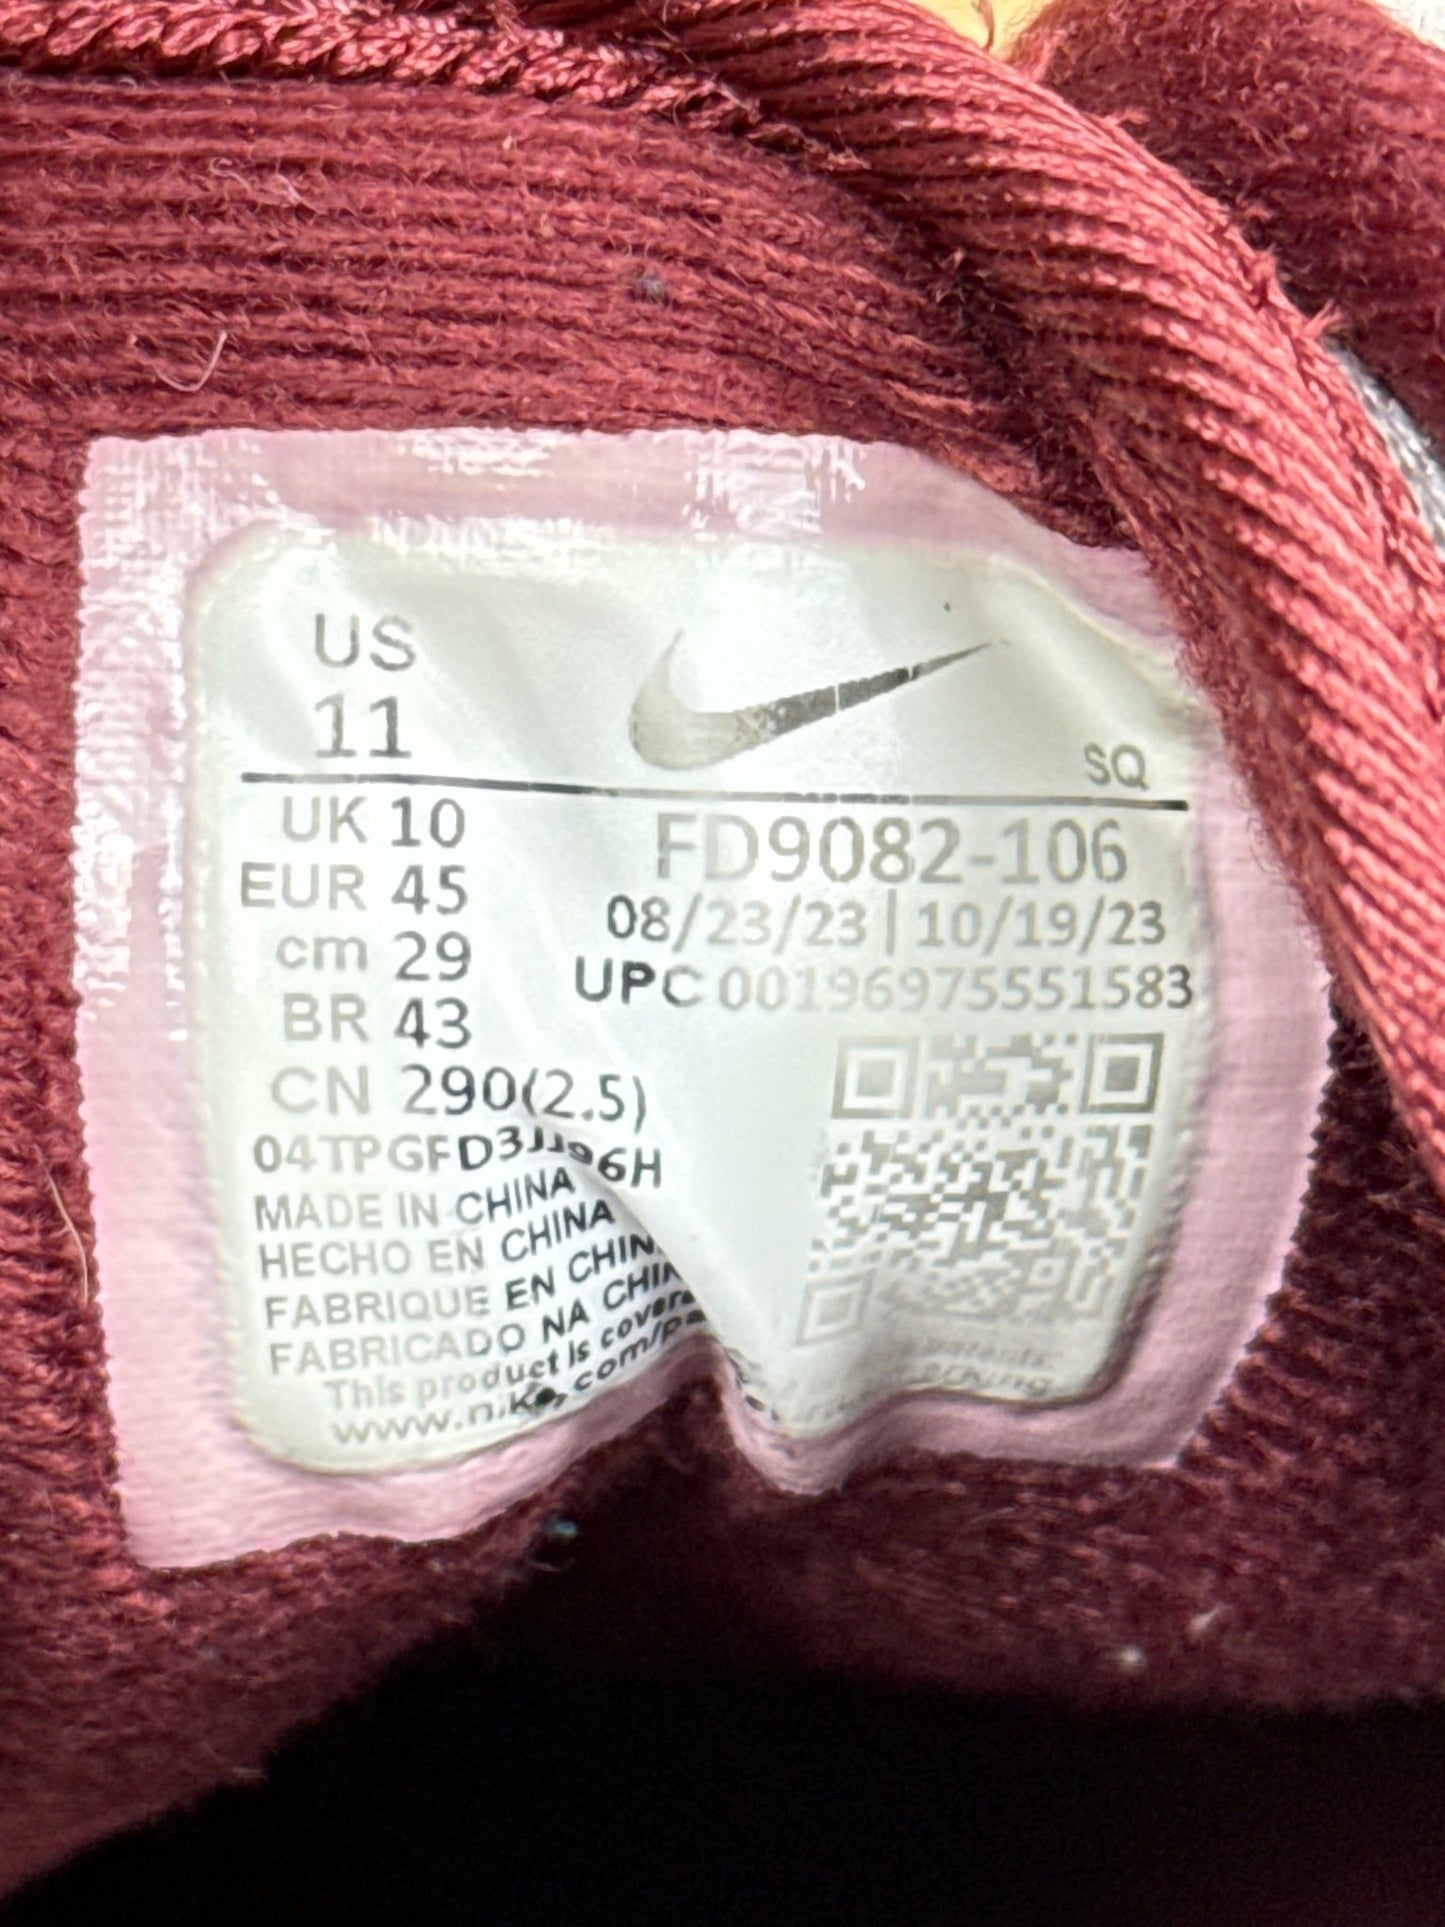 US
11
SQ
UK 10
EUR 45
cm 29
BR 43
CN 290(2.5)
FD9082-106
08/23/23 | 10/19/23
UPC 00196975551583
MADE IN CHINA
HECHO EN CHINA
FABRIQUE EN CHIN
FABRICADO NA CHIN
This product is
www.nike.com/